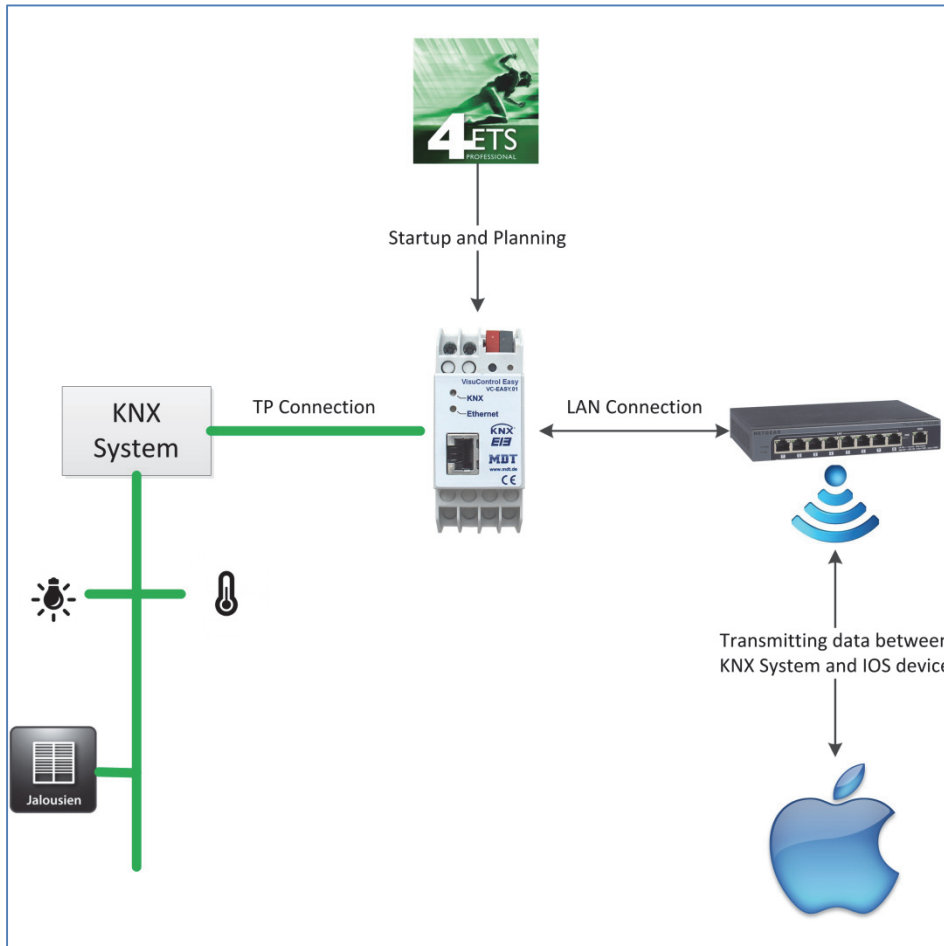 4ETS
PROFESSIONAL
Startup and Planning
VisuControl Easy
VC-EASY.01
KNX
Ethernet
KNX
EIB
MDT
www.mdt.de
CE
KNX
System
TP Connection
LAN Connection
NETGEAR
Transmitting data between
KNX System and IOS device
Jalousien